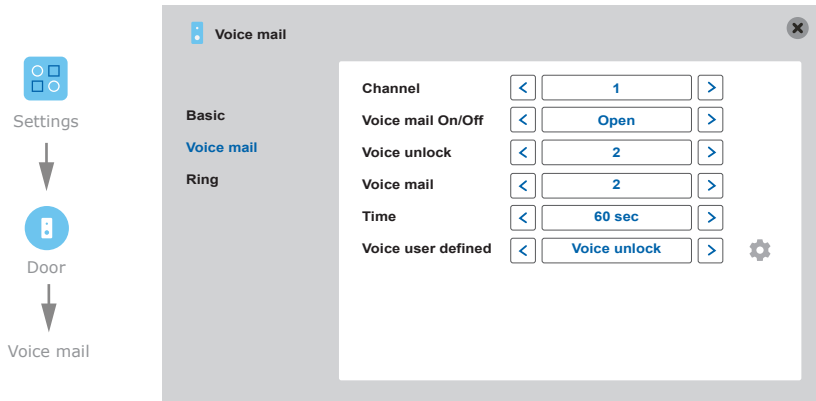 Settings
Door
Voice mail
Voice mail
Basic
Voice mail
Ring
Channel 1
Voice mail On/Off Open
Voice unlock 2
Voice mail 2
Time 60 sec
Voice user defined Voice unlock